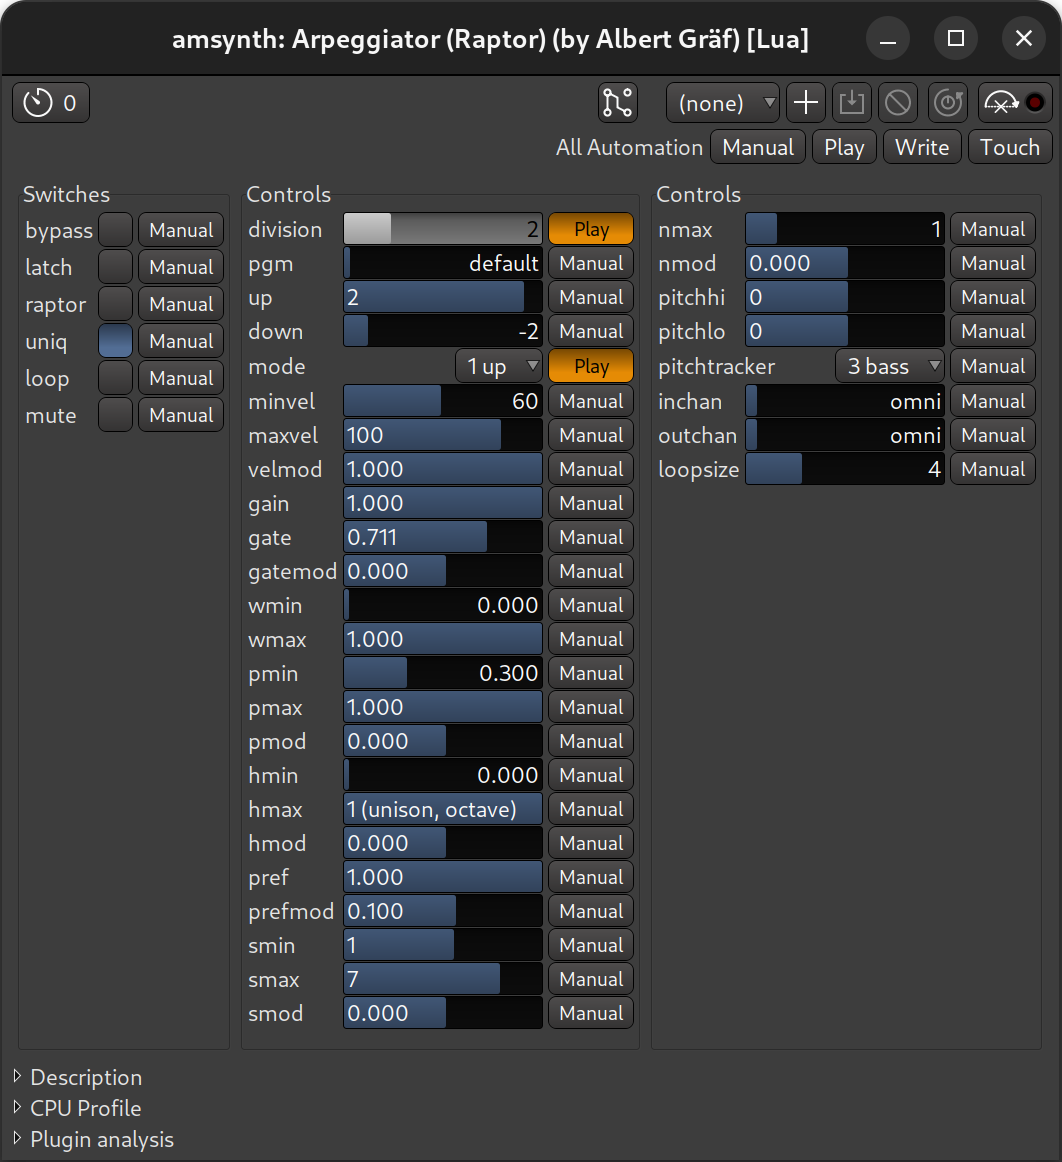 amsynth: Arpeggiator (Raptor) (by Albert Gräf) [Lua]
0
(none)
All Automation Manual Play Write Touch
Switches
bypass Manual
latch Manual
raptor Manual
uniq Manual
loop Manual
mute Manual
Controls
division 2 Play
pgm default Manual
up 2 Manual
down -2 Manual
mode 1 up Play
minvel 60 Manual
maxvel 100 Manual
velmod 1.000 Manual
gain 1.000 Manual
gate 0.711 Manual
gatemod 0.000 Manual
wmin 0.000 Manual
wmax 1.000 Manual
pmin 0.300 Manual
pmax 1.000 Manual
pmod 0.000 Manual
hmin 0.000 Manual
hmax 1 (unison, octave) Manual
hmod 0.000 Manual
pref 1.000 Manual
prefmod 0.100 Manual
smin 1 Manual
smax 7 Manual
smod 0.000 Manual
Controls
nmax 1 Manual
nmod 0.000 Manual
pitchhi 0 Manual
pitchlo 0 Manual
pitchtracker 3 bass Manual
inchan omni Manual
outchan omni Manual
loopsize 4 Manual
Description
CPU Profile
Plugin analysis